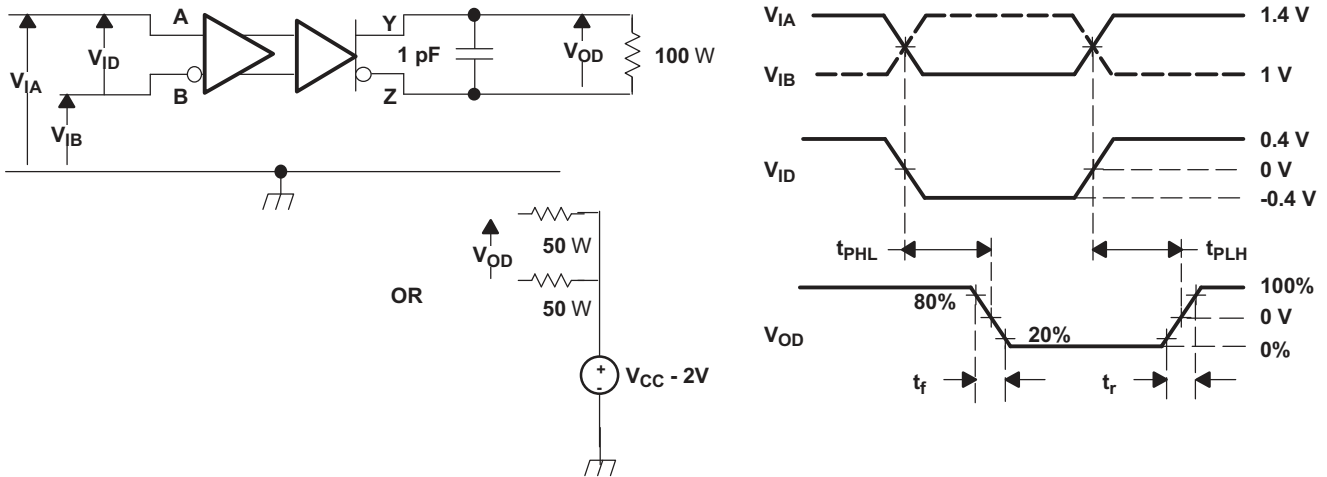 A
Y
V_ID
V_IA
1 pF
V_OD
100 W
B
Z
V_IB
V_OD
50 W
50 W
OR
V_CC - 2V
+
-
V_IA
1.4 V
V_IB
1 V
V_ID
0.4 V
0 V
-0.4 V
t_PHL
t_PLH
80%
100%
0 V
V_OD
20%
0%
t_f
t_r